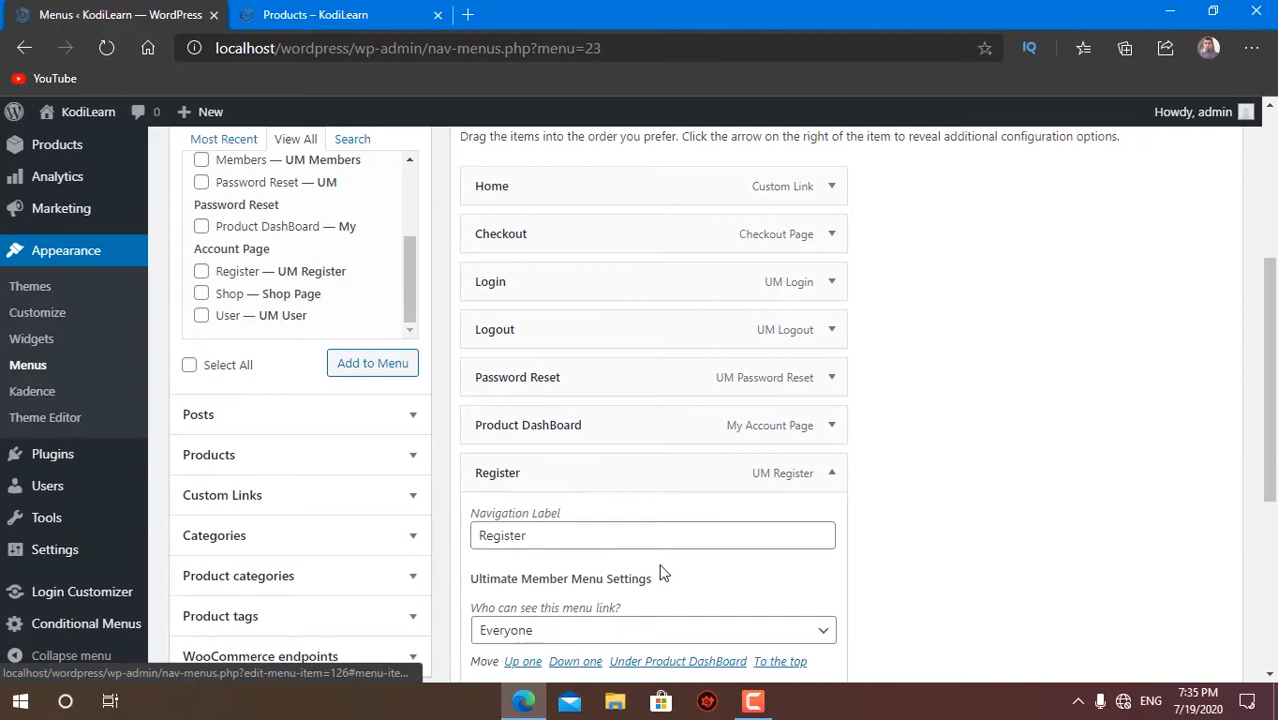 Menus ‹ KodiLearn — WordPress
Products – KodiLearn
localhost/wordpress/wp-admin/nav-menus.php?menu=23
IQ
YouTube
KodiLearn
0
New
Howdy, admin
Products
Analytics
Marketing
Appearance
Themes
Customize
Widgets
Menus
Kadence
Theme Editor
Plugins
Users
Tools
Settings
Login Customizer
Conditional Menus
Collapse menu
Most Recent
View All
Search
Members — UM Members
Password Reset — UM
Password Reset
Product DashBoard — My
Account Page
Register — UM Register
Shop — Shop Page
User — UM User
Select All
Add to Menu
Posts
Products
Custom Links
Categories
Product categories
Product tags
WooCommerce endpoints
Drag the items into the order you prefer. Click the arrow on the right of the item to reveal additional configuration options.
Home Custom Link
Checkout Checkout Page
Login UM Login
Logout UM Logout
Password Reset UM Password Reset
Product DashBoard My Account Page
Register UM Register
Navigation Label
Register
Ultimate Member Menu Settings
Who can see this menu link?
Everyone
Move Up one Down one Under Product DashBoard To the top
localhost/wordpress/wp-admin/nav-menus.php?edit-menu-item=126#menu-ite...
ENG
7:35 PM
7/19/2020